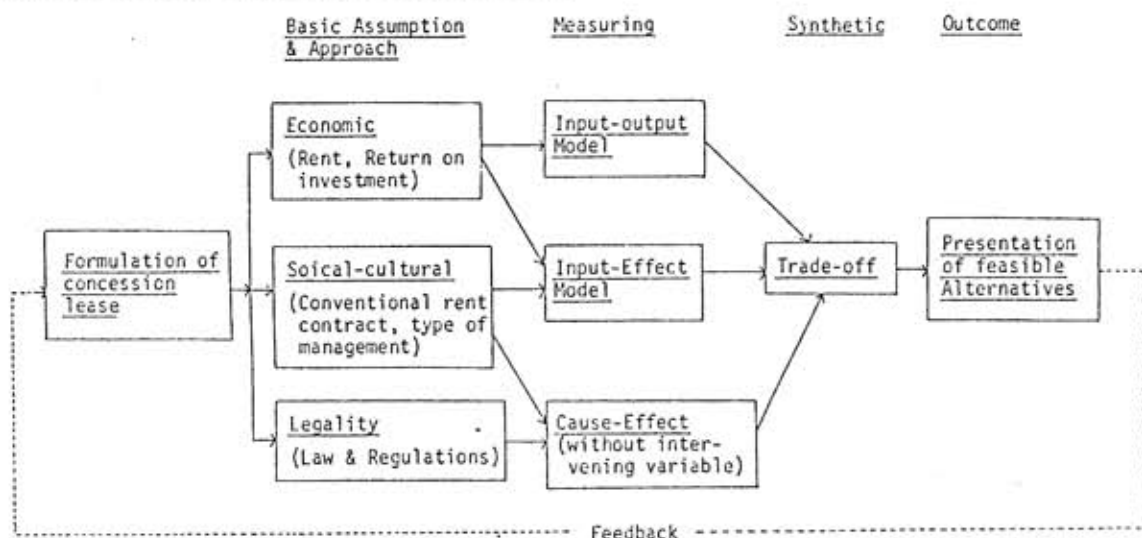 Basic Assumption
& Approach
Measuring
Synthetic
Outcome
Economic
(Rent, Return on
investment)
Input-output
Model
Formulation of
concession
lease
Soical-cultural
(Conventional rent
contract, type of
management)
Input-Effect
Model
Trade-off
Presentation
of feasible
Alternatives
Legality
(Law & Regulations)
Cause-Effect
(without inter-
vening variable)
Feedback